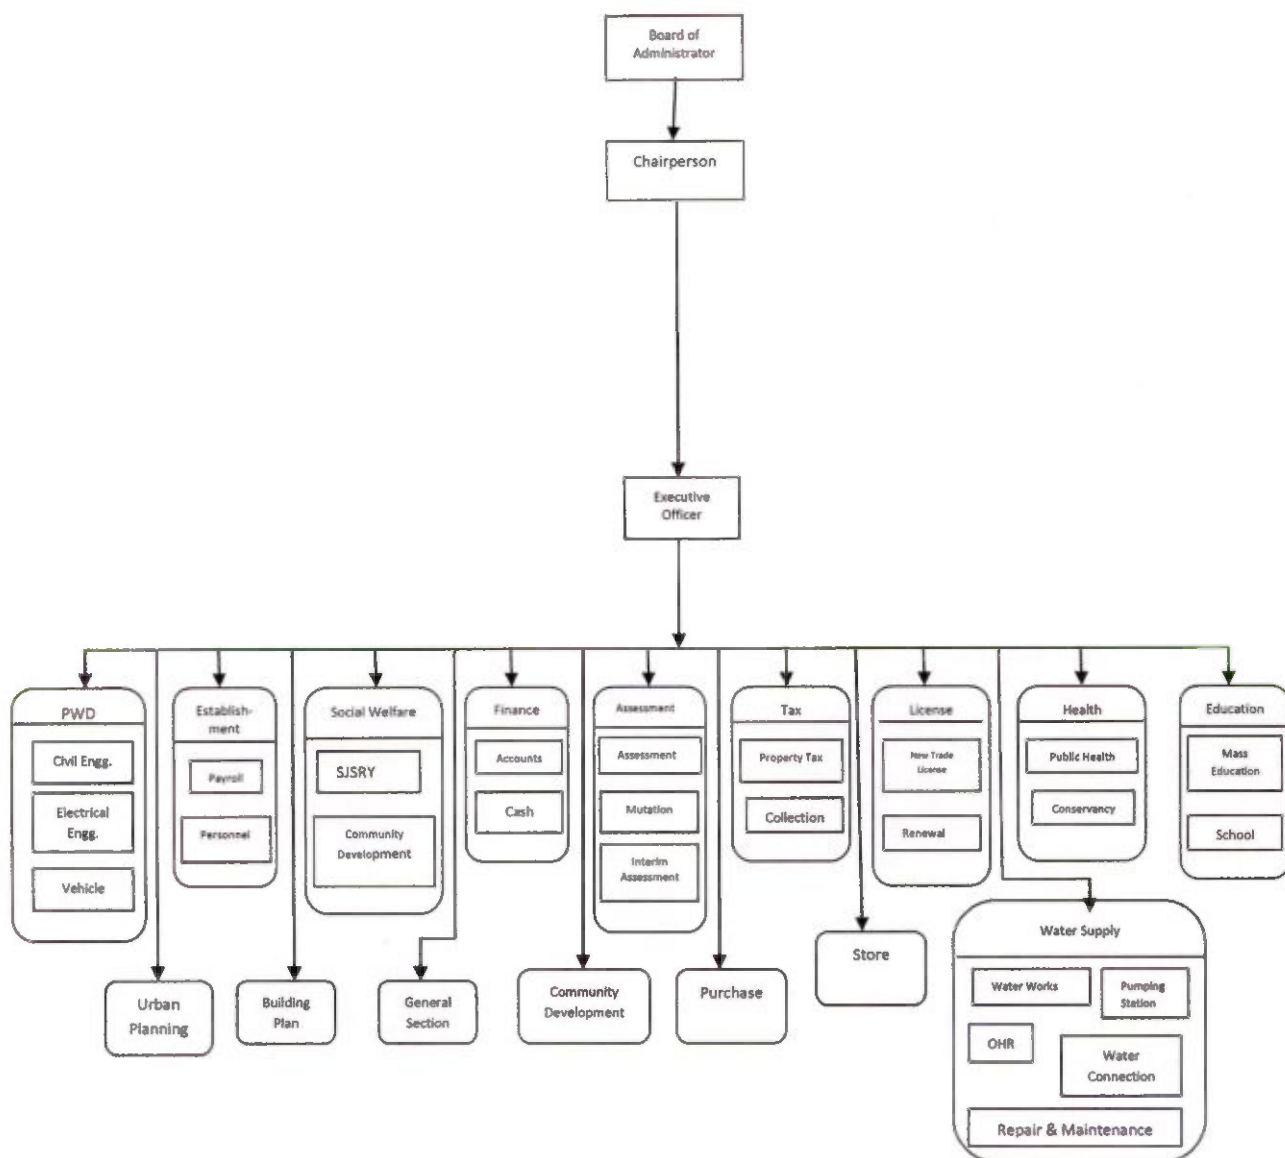 Board of
Administrator
Chairperson
Executive
Officer
PWD
Civil Engg.
Electrical
Engg.
Vehicle
Establish-
ment
Payroll
Personnel
Social Welfare
SJSRY
Community
Development
Finance
Accounts
Cash
Assessment
Assessment
Mutation
Interim
Assessment
Tax
Property Tax
Collection
License
New Trade
License
Renewal
Health
Public Health
Conservancy
Education
Mass
Education
School
Urban
Planning
Building
Plan
General
Section
Community
Development
Purchase
Store
Water Supply
Water Works
Pumping
Station
OHR
Water
Connection
Repair & Maintenance